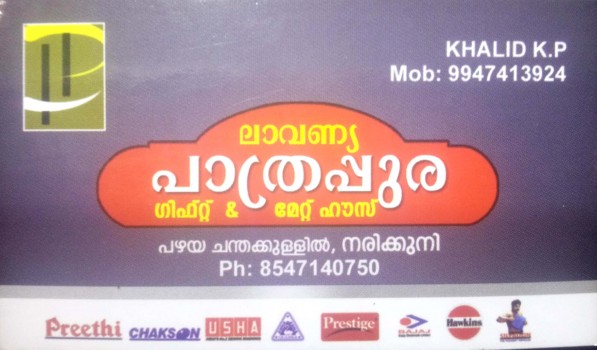 KHALID K.P
Mob: 9947413924
ലാവണ്യ
പാത്രപ്പുര
ഗിഫ്റ്റ് & മേറ്റ് ഹൗസ്
പഴയ ചന്തക്കുള്ളിൽ, നരിക്കുനി
Ph: 8547140750
Preethi CHAKSON USHA Prestige BAJAJ Hawkins